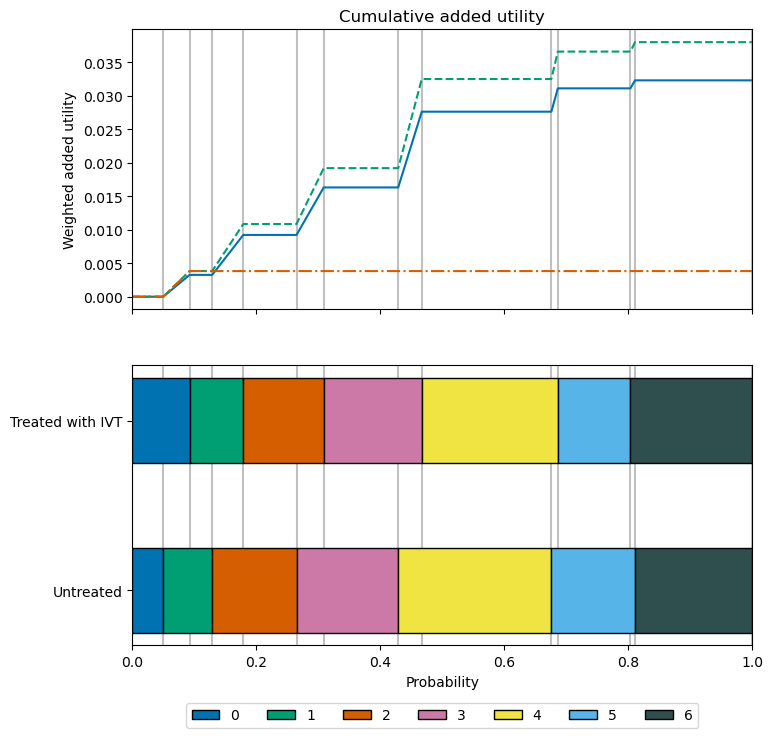 Cumulative added utility
Weighted added utility
0.035
0.030
0.025
0.020
0.015
0.010
0.005
0.000
Treated with IVT
Untreated
0.0 0.2 0.4 0.6 0.8 1.0
Probability
0 1 2 3 4 5 6